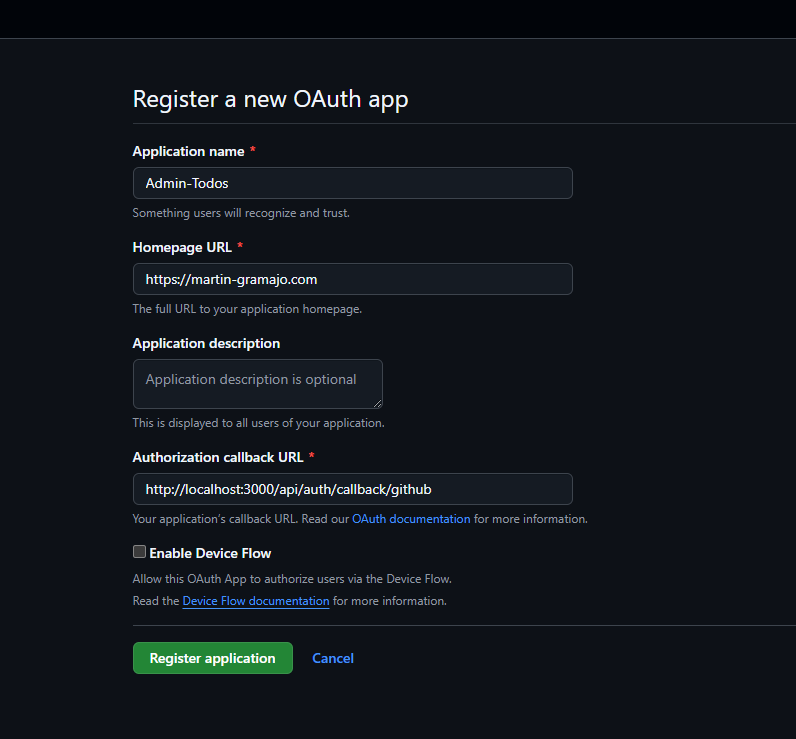 Register a new OAuth app
Application name *
Admin-Todos
Something users will recognize and trust.
Homepage URL *
https://martin-gramajo.com
The full URL to your application homepage.
Application description
Application description is optional
This is displayed to all users of your application.
Authorization callback URL *
http://localhost:3000/api/auth/callback/github
Your application's callback URL. Read our OAuth documentation for more information.
Enable Device Flow
Allow this OAuth App to authorize users via the Device Flow.
Read the Device Flow documentation for more information.
Register application Cancel